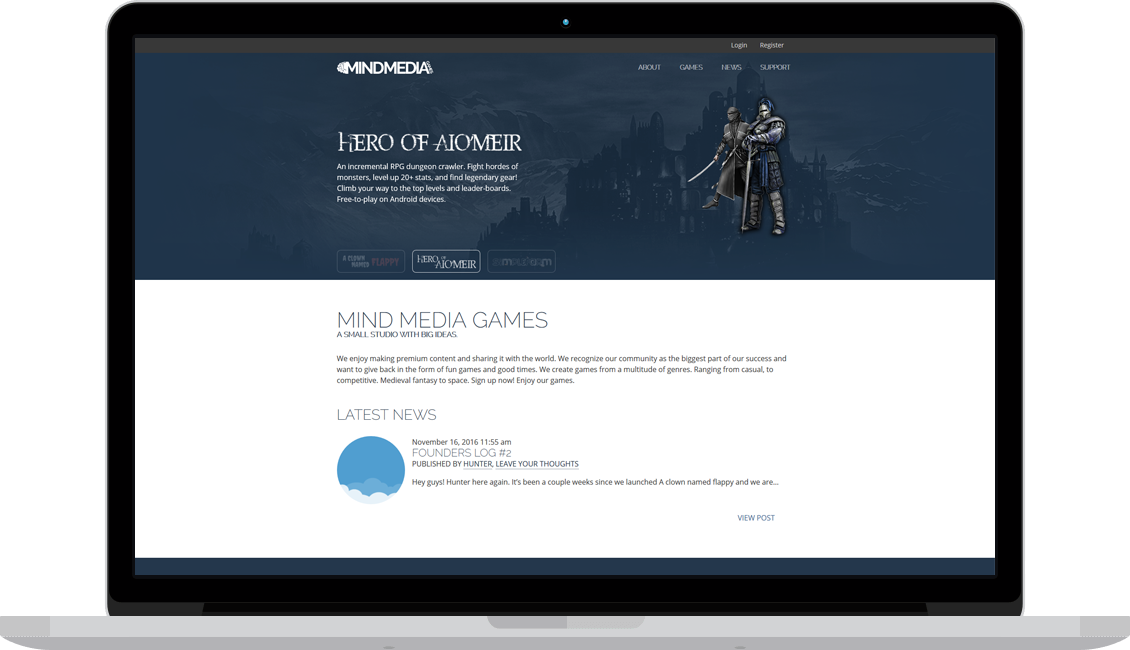 Login Register
MINDMEDIA
ABOUT GAMES NEWS SUPPORT
HERO OF AIOMEIR
An incremental RPG dungeon crawler. Fight hordes of
monsters, level up 20+ stats, and find legendary gear!
Climb your way to the top levels and leader-boards.
Free-to-play on Android devices.
A CLOWN NAMED FLAPPY
HERO OF AIOMEIR
MIND MEDIA GAMES
A SMALL STUDIO WITH BIG IDEAS.
We enjoy making premium content and sharing it with the world. We recognize our community as the biggest part of our success and
want to give back in the form of fun games and good times. We create games from a multitude of genres. Ranging from casual, to
competitive. Medieval fantasy to space. Sign up now! Enjoy our games.
LATEST NEWS
November 16, 2016 11:55 am
FOUNDERS LOG #2
PUBLISHED BY HUNTER, LEAVE YOUR THOUGHTS
Hey guys! Hunter here again. It's been a couple weeks since we launched A clown named flappy and we are...
VIEW POST